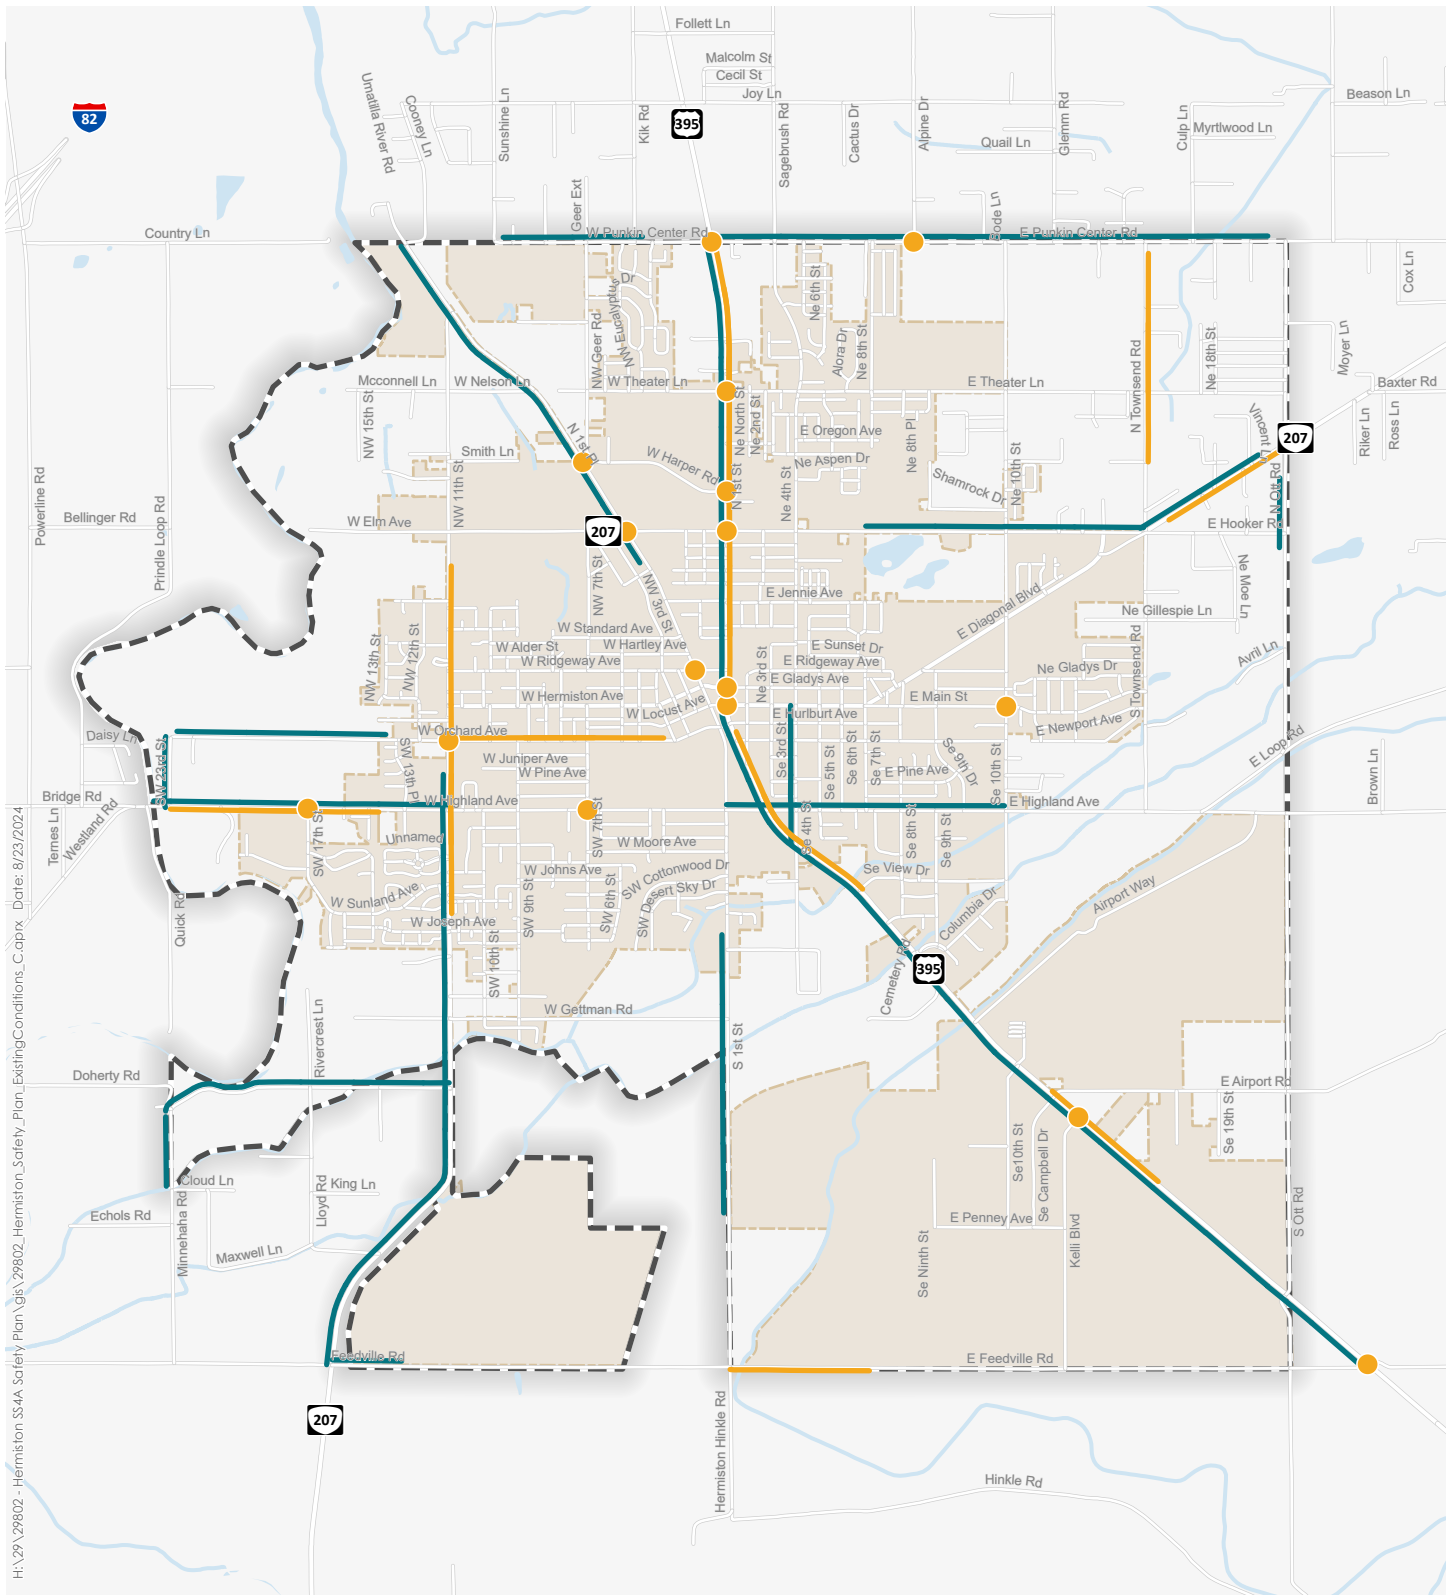 Follett Ln
Malcolm St
Cecil St
Joy Ln
Beason Ln
82
395
Umatilla River Rd
Cooney Ln
Sunshine Ln
Kik Rd
Sagebrush Rd
Cactus Dr
Alpine Dr
Quail Ln
Glemm Rd
Culp Ln
Myrtlwood Ln
Geer Ext
Bode Ln
Country Ln
W Punkin Center Rd
E Punkin Center Rd
Cox Ln
NW Eucalyptus Dr
Ne 6th St
NW Geer Rd
Alora Dr
Ne 8th St
N Townsend Rd
Ne 18th St
Moyer Ln
Mcconnell Ln
W Nelson Ln
W Theater Ln
E Theater Ln
Baxter Rd
NW 15th St
Ne North St
Ne 2nd St
E Oregon Ave
Ne 8th Pl
Vincent Ln
Riker Ln
Ross Ln
207
N 1st Pl
Smith Ln
W Harper Rd
Ne Aspen Dr
Ne 10th St
Shamrock Dr
N 1st St
Ne 4th St
N Ott Rd
Powerline Rd
Prindle Loop Rd
NW 11th St
Bellinger Rd
W Elm Ave
207
E Hooker Rd
NW 7th St
NW 3rd St
E Jennie Ave
E Diagonal Blvd
Ne Moe Ln
Ne Gillespie Ln
W Standard Ave
W Alder St
W Hartley Ave
E Sunset Dr
Avril Ln
NW 13th St
NW 12th St
W Ridgeway Ave
E Ridgeway Ave
Ne Gladys Dr
Ne 3rd St
E Gladys Ave
S Townsend Rd
W Hermiston Ave
E Main St
W Locust Ave
E Hurlburt Ave
E Newport Ave
Daisy Ln
W Orchard Ave
E Loop Rd
SW 23rd St
SW 13th Pl
W Juniper Ave
W Pine Ave
Se 3rd St
Se 5th St
Se 6th St
Se 7th St
E Pine Ave
Se 9th Dr
Se 10th St
Brown Ln
Bridge Rd
W Highland Ave
E Highland Ave
Ternes Ln
Westland Rd
SW 17th St
Unnamed
SW 7th St
W Moore Ave
Se 4th St
Se 8th St
Se 9th St
W Johns Ave
SW Cottonwood Dr
Se View Dr
W Sunland Ave
SW 9th St
SW 6th St
SW Desert Sky Dr
Airport Way
Columbia Dr
Quick Rd
W Joseph Ave
SW 10th St
Cemetery Rd
395
Rivercrest Ln
W Gettman Rd
S 1st St
Doherty Rd
E Airport Rd
Se 19th St
Se10th St
Se Campbell Dr
Cloud Ln
King Ln
Lloyd Rd
Echols Rd
Minnehaha Rd
Maxwell Ln
E Penney Ave
Se Ninth St
Kelli Blvd
S Ott Rd
Feedville Rd
E Feedville Rd
207
Hermiston Hinkle Rd
Hinkle Rd
H:\29\29802 - Hermiston SS4A Safety Plan\gis\29802_Hermiston_Safety_Plan_ExistingConditions_C.aprx Date: 8/23/2024